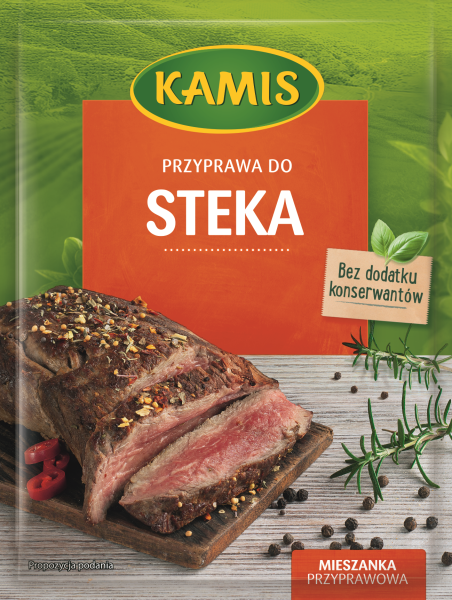 KAMIS
PRZYPRAWA DO
STEKA
Bez dodatku
konserwantów
Propozycja podania
MIESZANKA
PRZYPRAWOWA